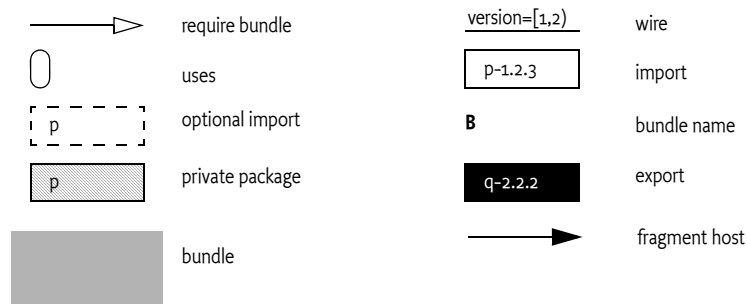 require bundle
uses
p optional import
p private package
bundle
version=[1,2) wire
p-1.2.3 import
B bundle name
q-2.2.2 export
fragment host